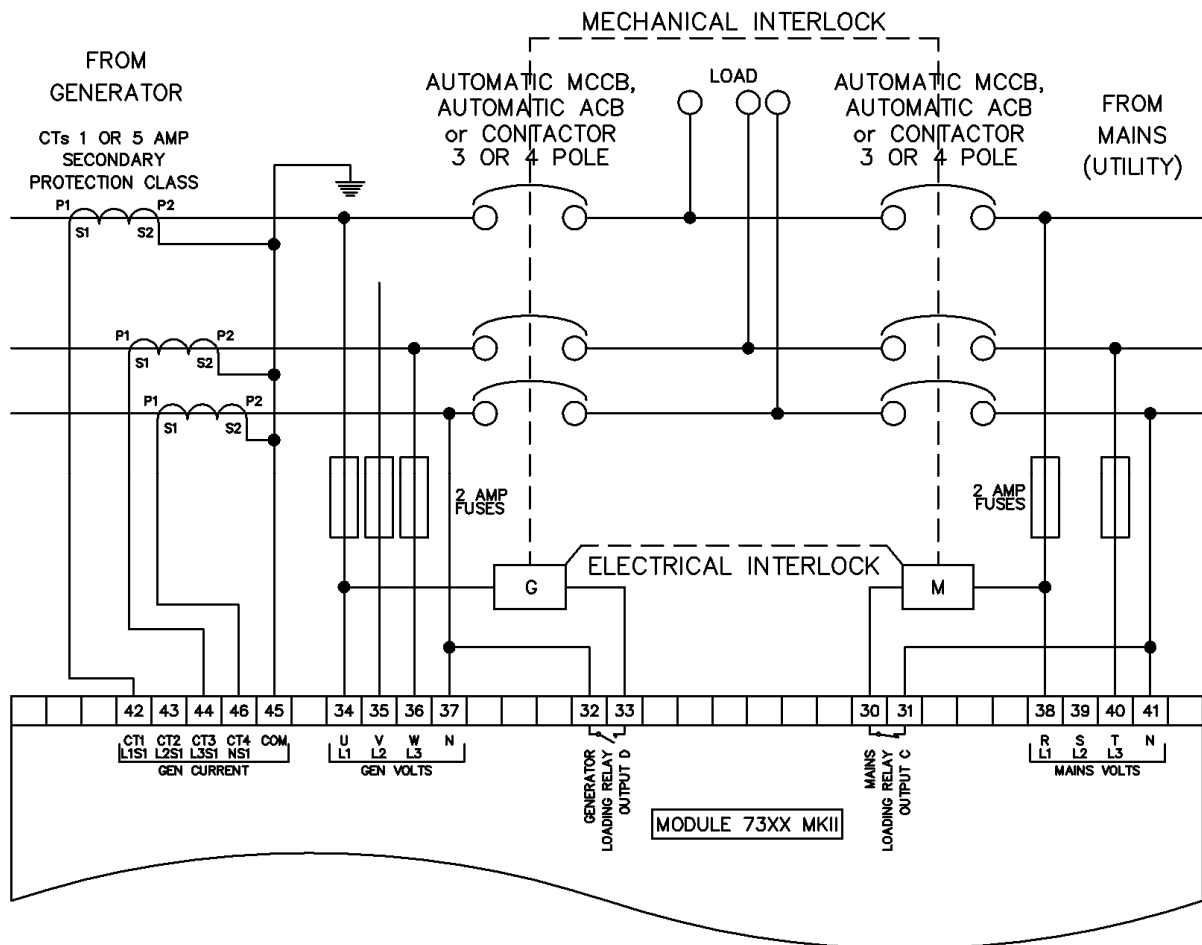 MECHANICAL INTERLOCK
FROM
GENERATOR
CTs 1 OR 5 AMP
SECONDARY
PROTECTION CLASS
AUTOMATIC MCCB,
AUTOMATIC ACB
or CONTACTOR
3 OR 4 POLE
LOAD
AUTOMATIC MCCB,
AUTOMATIC ACB
or CONTACTOR
3 OR 4 POLE
FROM
MAINS
(UTILITY)
P1 P2
S1 S2
P1 P2
S1 S2
P1 P2
S1 S2
2 AMP
FUSES
2 AMP
FUSES
ELECTRICAL INTERLOCK
G
M
42 43 44 46 45 34 35 36 37 32 33 30 31 38 39 40 41
CT1 CT2 CT3 CT4 COM
L1S1 L2S1 L3S1 NS1
GEN CURRENT
U V W N
L1 L2 L3
GEN VOLTS
GENERATOR
LOADING RELAY
OUTPUT D
MAINS
LOADING RELAY
OUTPUT C
R S T N
L1 L2 L3
MAINS VOLTS
MODULE 73XX MKII